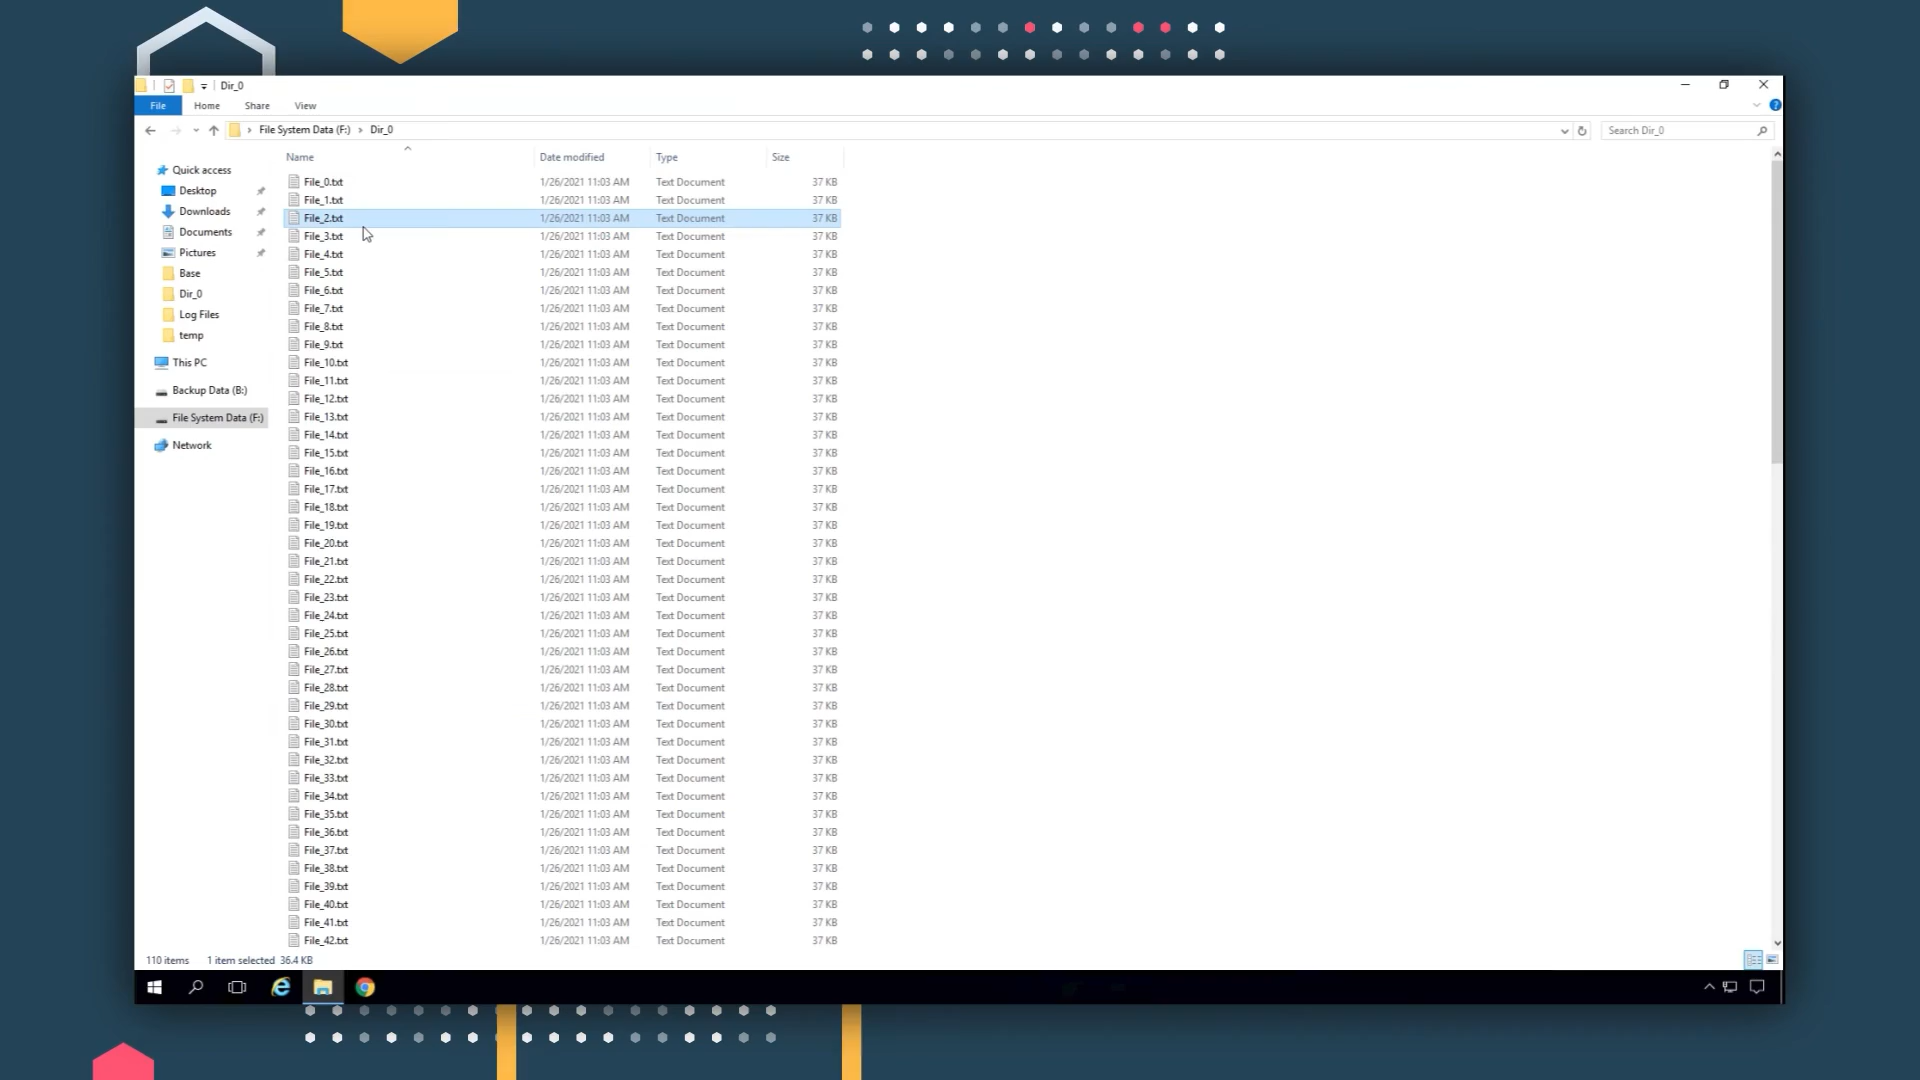 Dir_0
File Home Share View
File System Data (F:) Dir_0 Search Dir_0
Name Date modified Type Size
Quick access
Desktop
Downloads
Documents
Pictures
Base
Dir_0
Log Files
temp
This PC
Backup Data (B:)
File System Data (F:)
Network
File_0.txt 1/26/2021 11:03 AM Text Document 37 KB
File_1.txt 1/26/2021 11:03 AM Text Document 37 KB
File_2.txt 1/26/2021 11:03 AM Text Document 37 KB
File_3.txt 1/26/2021 11:03 AM Text Document 37 KB
File_4.txt 1/26/2021 11:03 AM Text Document 37 KB
File_5.txt 1/26/2021 11:03 AM Text Document 37 KB
File_6.txt 1/26/2021 11:03 AM Text Document 37 KB
File_7.txt 1/26/2021 11:03 AM Text Document 37 KB
File_8.txt 1/26/2021 11:03 AM Text Document 37 KB
File_9.txt 1/26/2021 11:03 AM Text Document 37 KB
File_10.txt 1/26/2021 11:03 AM Text Document 37 KB
File_11.txt 1/26/2021 11:03 AM Text Document 37 KB
File_12.txt 1/26/2021 11:03 AM Text Document 37 KB
File_13.txt 1/26/2021 11:03 AM Text Document 37 KB
File_14.txt 1/26/2021 11:03 AM Text Document 37 KB
File_15.txt 1/26/2021 11:03 AM Text Document 37 KB
File_16.txt 1/26/2021 11:03 AM Text Document 37 KB
File_17.txt 1/26/2021 11:03 AM Text Document 37 KB
File_18.txt 1/26/2021 11:03 AM Text Document 37 KB
File_19.txt 1/26/2021 11:03 AM Text Document 37 KB
File_20.txt 1/26/2021 11:03 AM Text Document 37 KB
File_21.txt 1/26/2021 11:03 AM Text Document 37 KB
File_22.txt 1/26/2021 11:03 AM Text Document 37 KB
File_23.txt 1/26/2021 11:03 AM Text Document 37 KB
File_24.txt 1/26/2021 11:03 AM Text Document 37 KB
File_25.txt 1/26/2021 11:03 AM Text Document 37 KB
File_26.txt 1/26/2021 11:03 AM Text Document 37 KB
File_27.txt 1/26/2021 11:03 AM Text Document 37 KB
File_28.txt 1/26/2021 11:03 AM Text Document 37 KB
File_29.txt 1/26/2021 11:03 AM Text Document 37 KB
File_30.txt 1/26/2021 11:03 AM Text Document 37 KB
File_31.txt 1/26/2021 11:03 AM Text Document 37 KB
File_32.txt 1/26/2021 11:03 AM Text Document 37 KB
File_33.txt 1/26/2021 11:03 AM Text Document 37 KB
File_34.txt 1/26/2021 11:03 AM Text Document 37 KB
File_35.txt 1/26/2021 11:03 AM Text Document 37 KB
File_36.txt 1/26/2021 11:03 AM Text Document 37 KB
File_37.txt 1/26/2021 11:03 AM Text Document 37 KB
File_38.txt 1/26/2021 11:03 AM Text Document 37 KB
File_39.txt 1/26/2021 11:03 AM Text Document 37 KB
File_40.txt 1/26/2021 11:03 AM Text Document 37 KB
File_41.txt 1/26/2021 11:03 AM Text Document 37 KB
File_42.txt 1/26/2021 11:03 AM Text Document 37 KB
110 items 1 item selected 36.4 KB